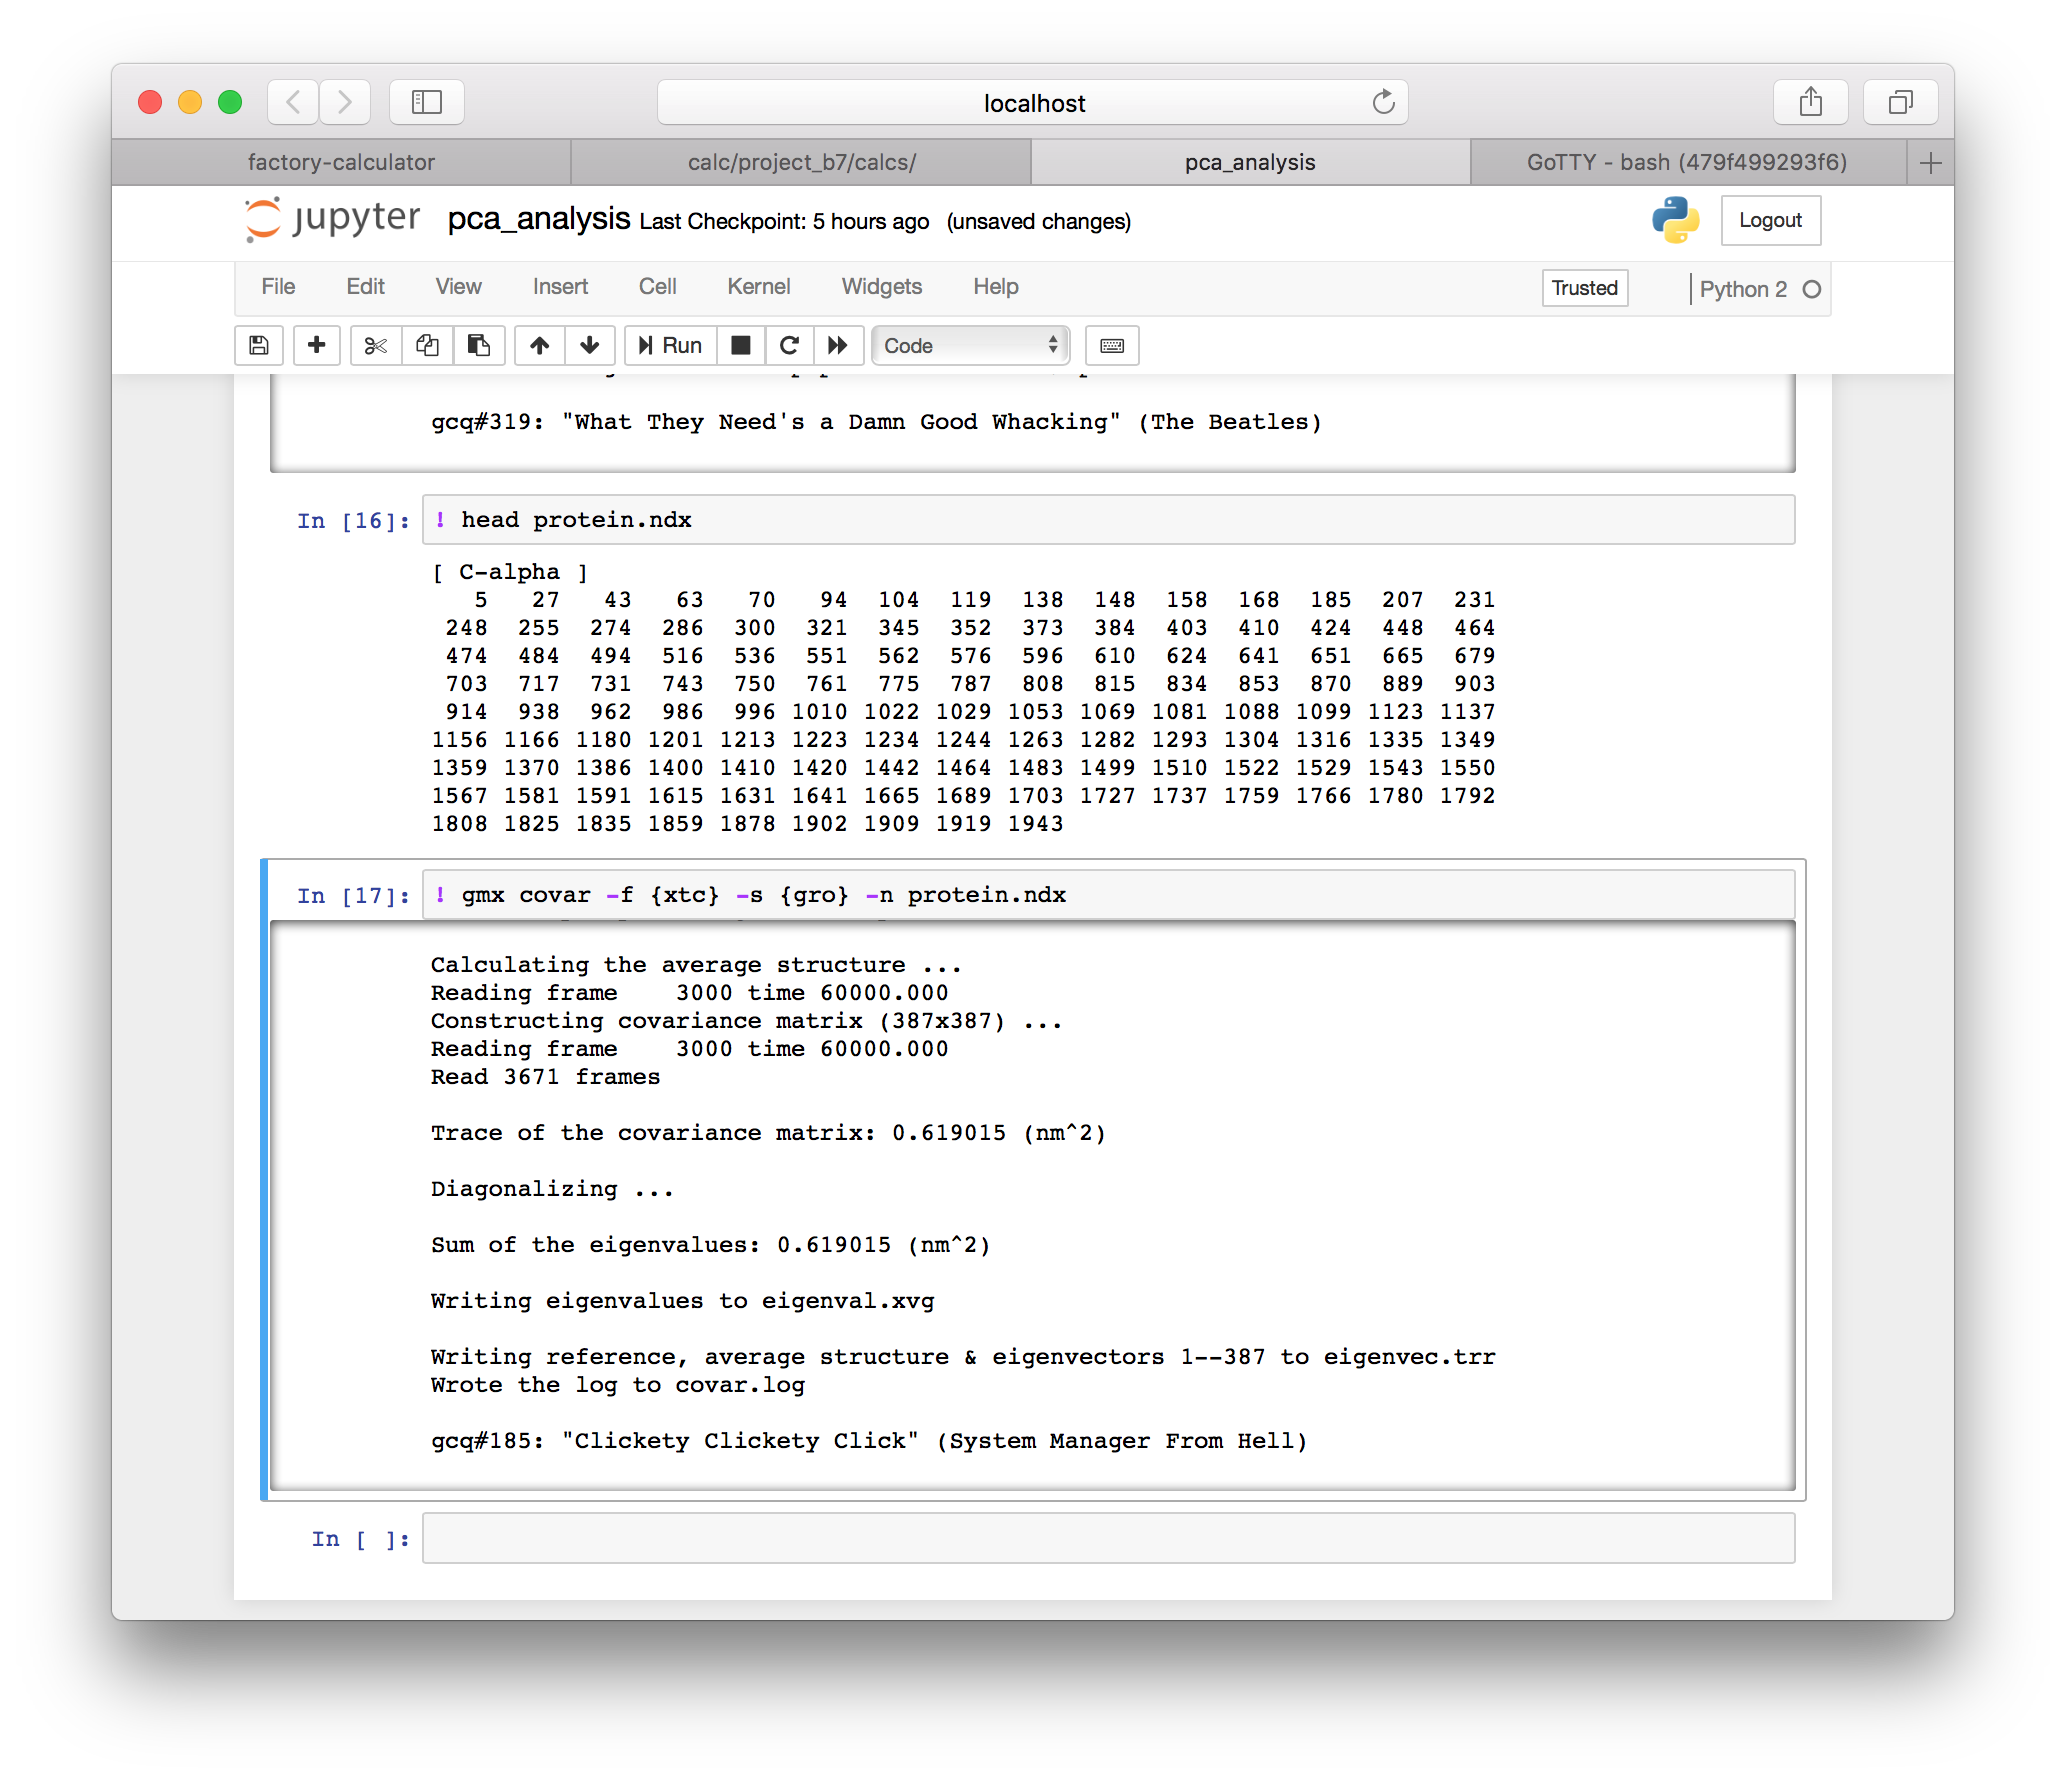 localhost
factory-calculator
calc/project_b7/calcs/
pca_analysis
GoTTY - bash (479f499293f6)
jupyter pca_analysis Last Checkpoint: 5 hours ago (unsaved changes)
Logout
File Edit View Insert Cell Kernel Widgets Help
Trusted
Python 2
Run
Code
gcq#319: "What They Need's a Damn Good Whacking" (The Beatles)
In [16]: ! head protein.ndx
[ C-alpha ]
5 27 43 63 70 94 104 119 138 148 158 168 185 207 231
248 255 274 286 300 321 345 352 373 384 403 410 424 448 464
474 484 494 516 536 551 562 576 596 610 624 641 651 665 679
703 717 731 743 750 761 775 787 808 815 834 853 870 889 903
914 938 962 986 996 1010 1022 1029 1053 1069 1081 1088 1099 1123 1137
1156 1166 1180 1201 1213 1223 1234 1244 1263 1282 1293 1304 1316 1335 1349
1359 1370 1386 1400 1410 1420 1442 1464 1483 1499 1510 1522 1529 1543 1550
1567 1581 1591 1615 1631 1641 1665 1689 1703 1727 1737 1759 1766 1780 1792
1808 1825 1835 1859 1878 1902 1909 1919 1943
In [17]: ! gmx covar -f {xtc} -s {gro} -n protein.ndx
Calculating the average structure ...
Reading frame 3000 time 60000.000
Constructing covariance matrix (387x387) ...
Reading frame 3000 time 60000.000
Read 3671 frames
Trace of the covariance matrix: 0.619015 (nm^2)
Diagonalizing ...
Sum of the eigenvalues: 0.619015 (nm^2)
Writing eigenvalues to eigenval.xvg
Writing reference, average structure & eigenvectors 1--387 to eigenvec.trr
Wrote the log to covar.log
gcq#185: "Clickety Clickety Click" (System Manager From Hell)
In [ ]: